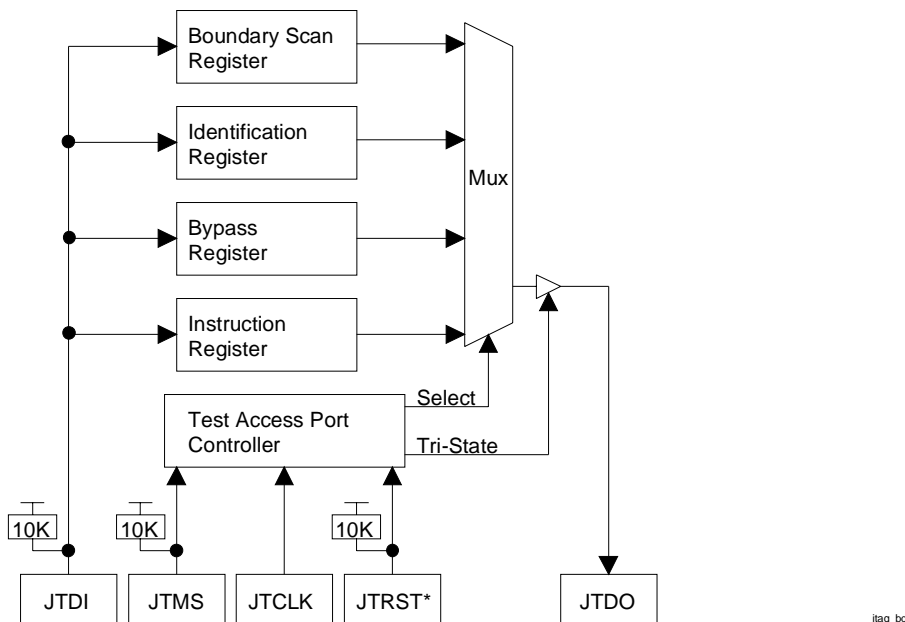 Boundary Scan
Register
Identification
Register
Mux
Bypass
Register
Instruction
Register
Select
Test Access Port
Controller
Tri-State
10K
10K
10K
JTDI
JTMS
JTCLK
JTRST*
JTDO